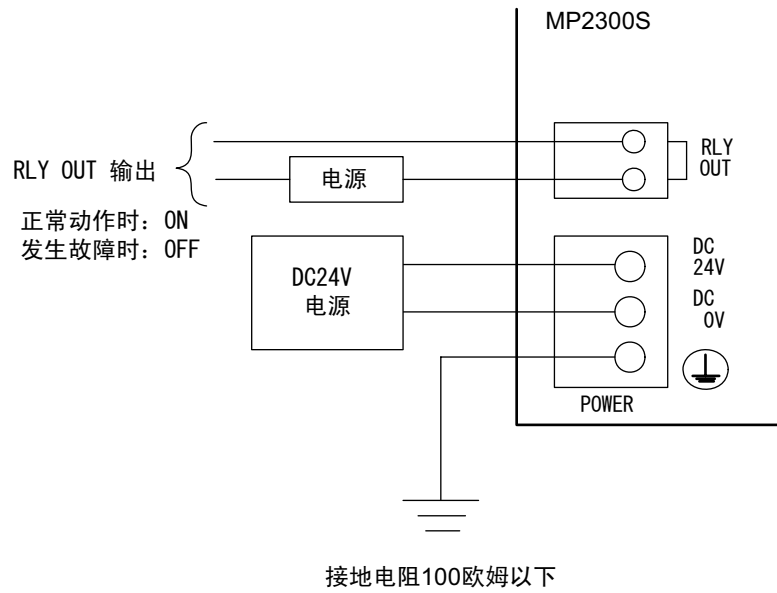 MP2300S
RLY OUT 输出
电源
RLY
OUT
正常动作时：ON
发生故障时：OFF
DC24V
电源
DC
24V
DC
0V
POWER
接地电阻100欧姆以下